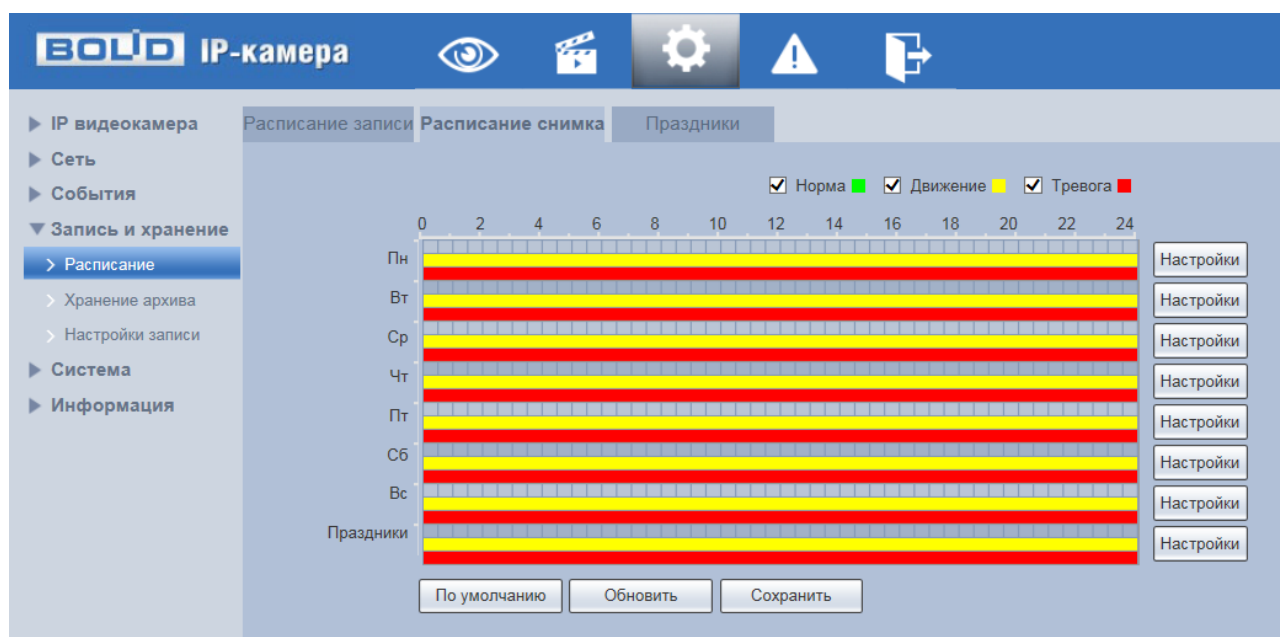 BOLID IP-камера
IP видеокамера
Сеть
События
Запись и хранение
Расписание
Хранение архива
Настройки записи
Система
Информация
Расписание записи Расписание снимка Праздники
Норма Движение Тревога
0 2 4 6 8 10 12 14 16 18 20 22 24
Пн Настройки
Вт Настройки
Ср Настройки
Чт Настройки
Пт Настройки
Сб Настройки
Вс Настройки
Праздники Настройки
По умолчанию Обновить Сохранить